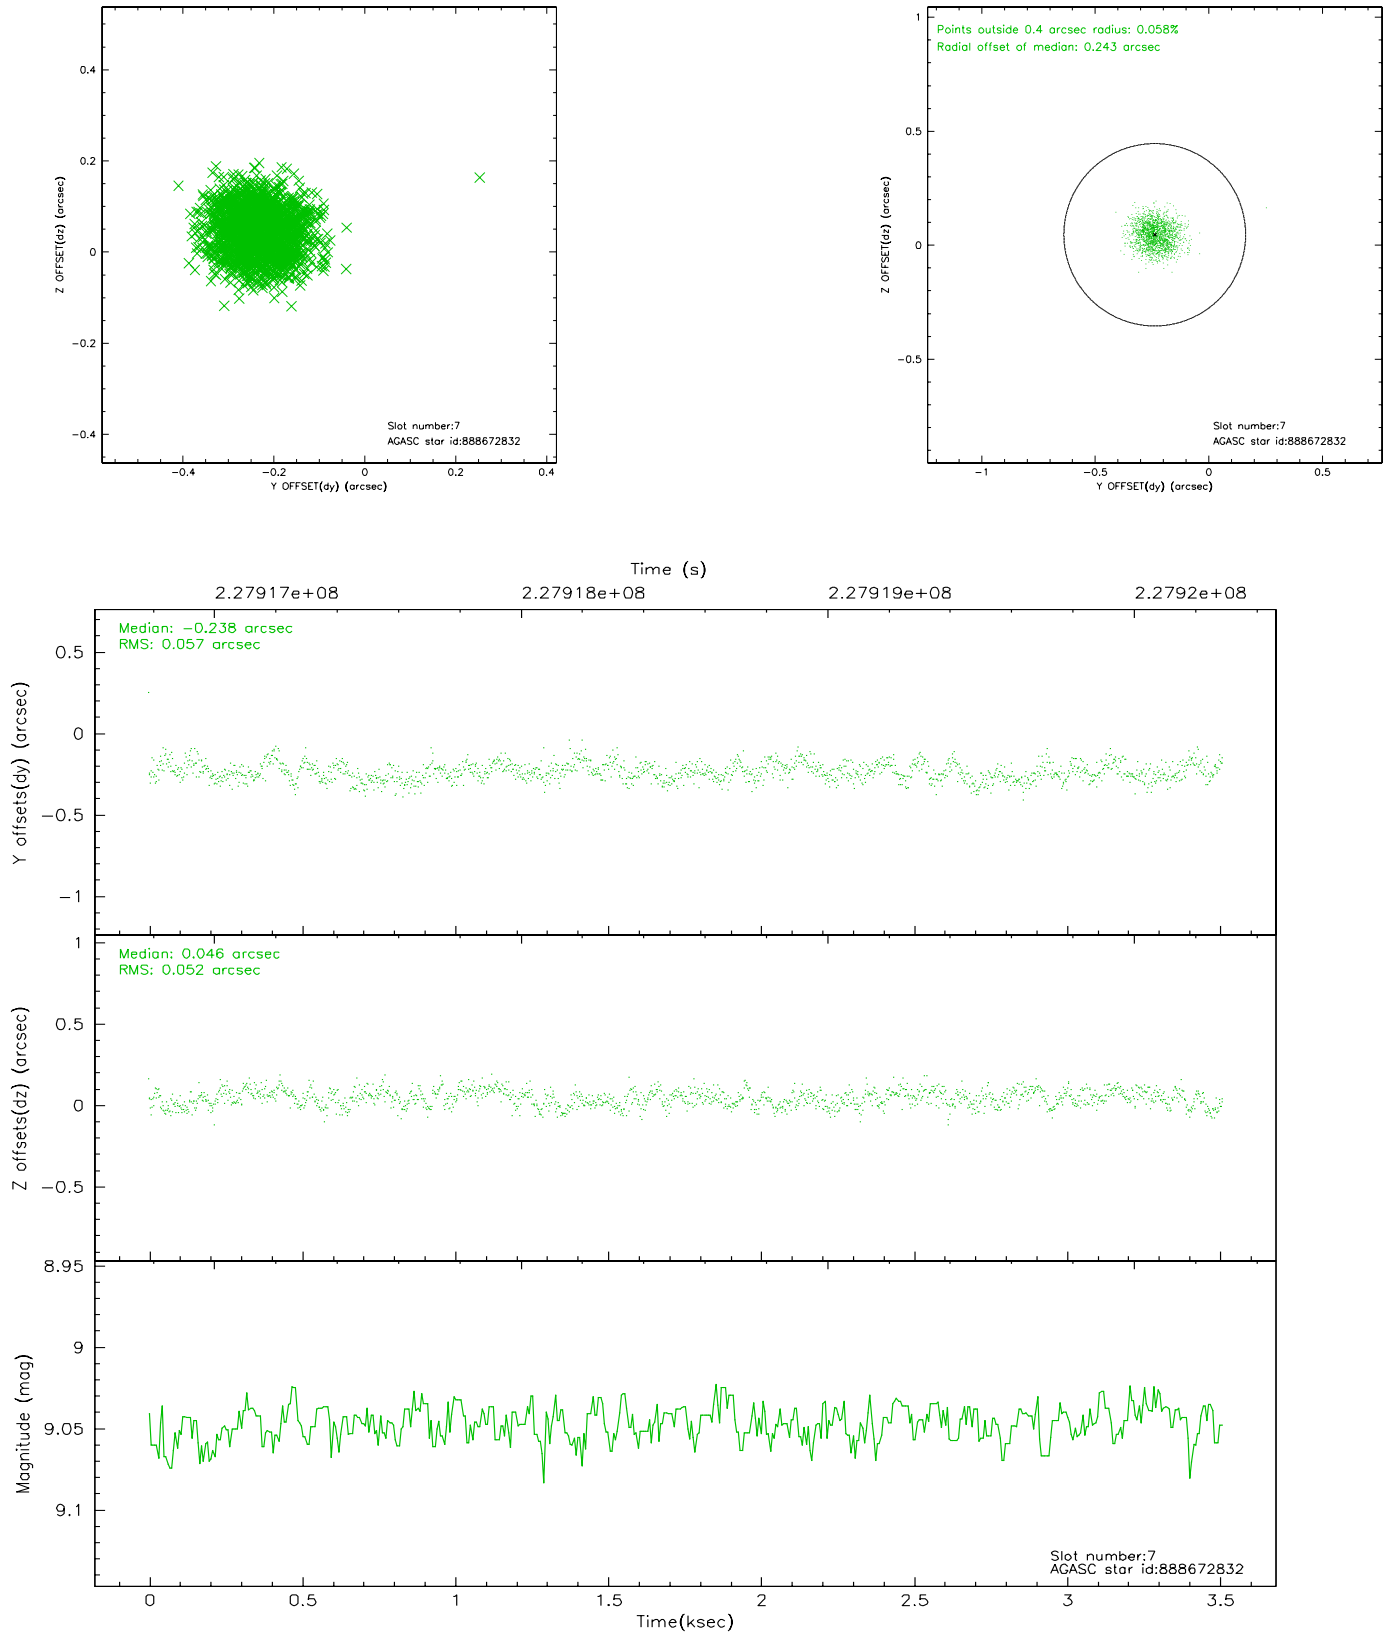 0.4
0.2
0
−0.2
−0.4
Z OFFSET(dz) (arcsec)
Slot number:7
AGASC star id:888672832
−0.4 −0.2 0 0.2 0.4
Y OFFSET(dy) (arcsec)
Points outside 0.4 arcsec radius: 0.058%
Radial offset of median: 0.243 arcsec
1
0.5
0
−0.5
Z OFFSET(dz) (arcsec)
Slot number:7
AGASC star id:888672832
−1 −0.5 0 0.5
Y OFFSET(dy) (arcsec)
Time (s)
2.27917e+08 2.27918e+08 2.27919e+08 2.2792e+08
Median: −0.238 arcsec
RMS: 0.057 arcsec
0.5
0
−0.5
−1
Y offsets(dy) (arcsec)
Median: 0.046 arcsec
RMS: 0.052 arcsec
1
0.5
0
−0.5
Z offsets(dz) (arcsec)
8.95
9
9.05
9.1
Magnitude (mag)
Slot number:7
AGASC star id:888672832
0 0.5 1 1.5 2 2.5 3 3.5
Time(ksec)